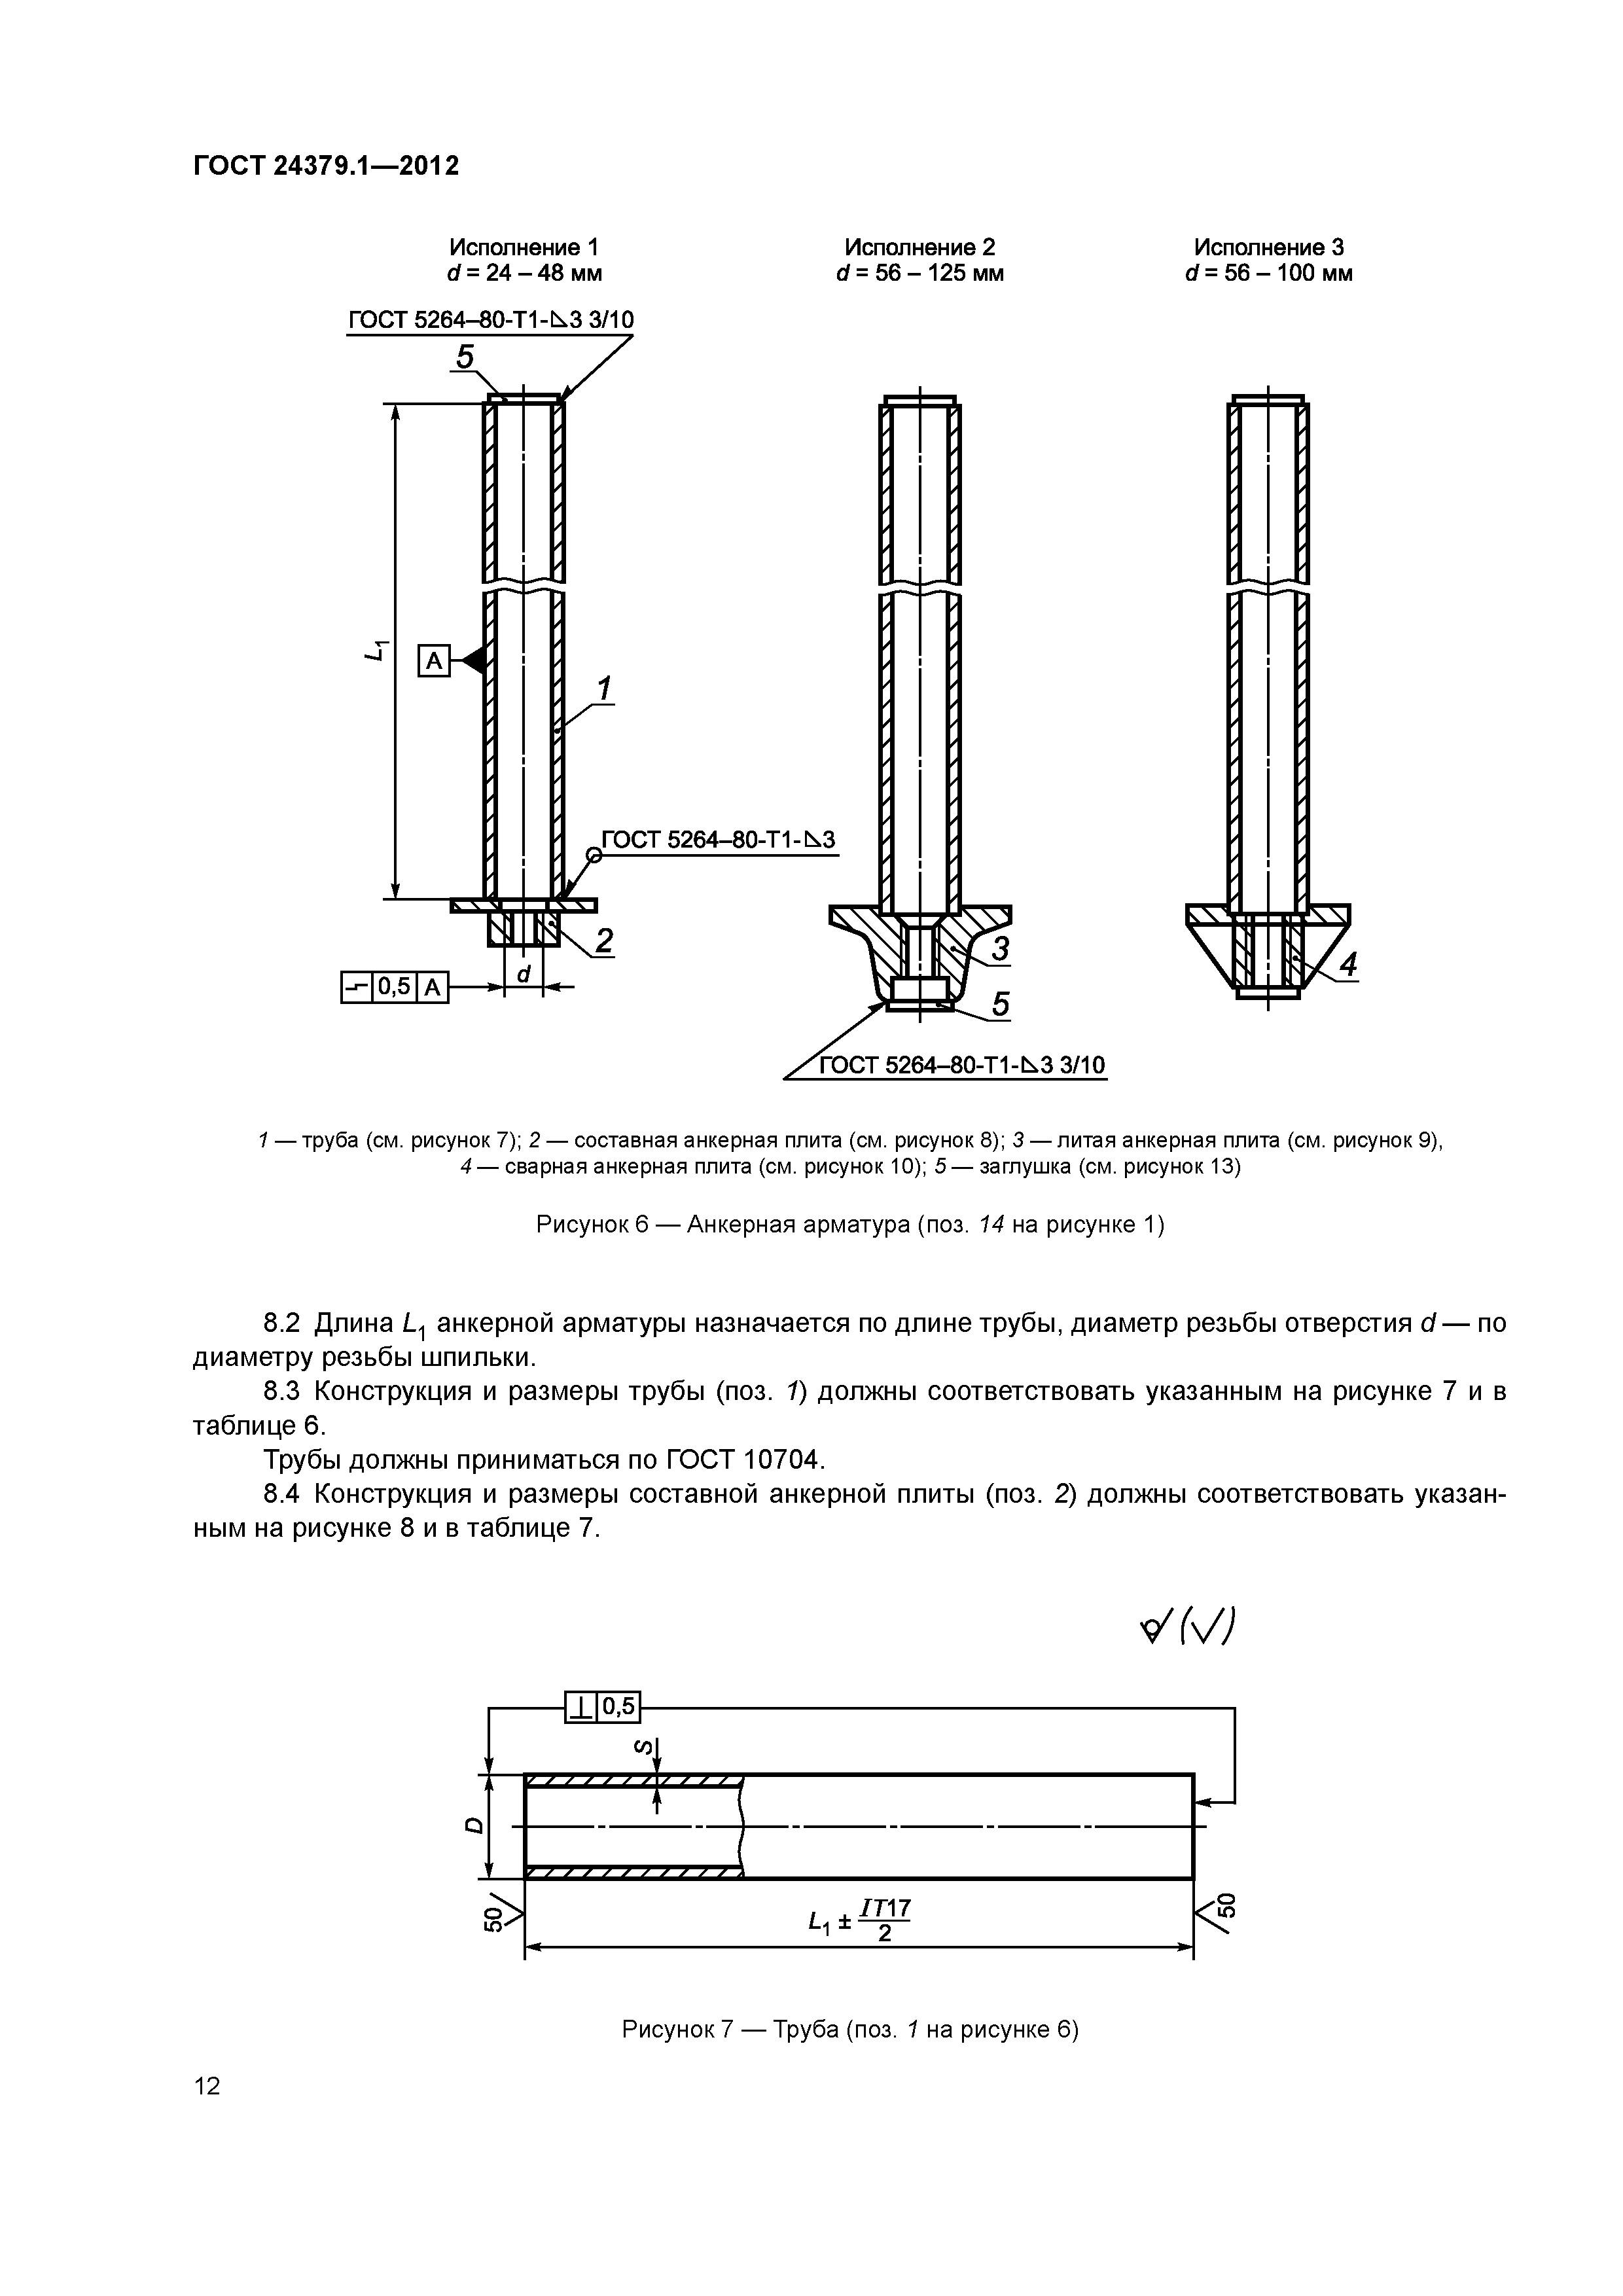 ГОСТ 24379.1—2012
Исполнение 1
d = 24 – 48 мм
Исполнение 2
d = 56 – 125 мм
Исполнение 3
d = 56 – 100 мм
ГОСТ 5264–80-Т1-⊿3 3/10
5
L1
А
1
ГОСТ 5264–80-Т1-⊿3
2
3
4
d
0,5 А
5
ГОСТ 5264–80-Т1-⊿3 3/10
1 — труба (см. рисунок 7); 2 — составная анкерная плита (см. рисунок 8); 3 — литая анкерная плита (см. рисунок 9),
4 — сварная анкерная плита (см. рисунок 10); 5 — заглушка (см. рисунок 13)
Рисунок 6 — Анкерная арматура (поз. 14 на рисунке 1)
8.2 Длина L1 анкерной арматуры назначается по длине трубы, диаметр резьбы отверстия d — по
диаметру резьбы шпильки.
8.3 Конструкция и размеры трубы (поз. 1) должны соответствовать указанным на рисунке 7 и в
таблице 6.
Трубы должны приниматься по ГОСТ 10704.
8.4 Конструкция и размеры составной анкерной плиты (поз. 2) должны соответствовать указан-
ным на рисунке 8 и в таблице 7.
⊥ 0,5
S
D
50
L1 ± IT17/2
50
Рисунок 7 — Труба (поз. 1 на рисунке 6)
12